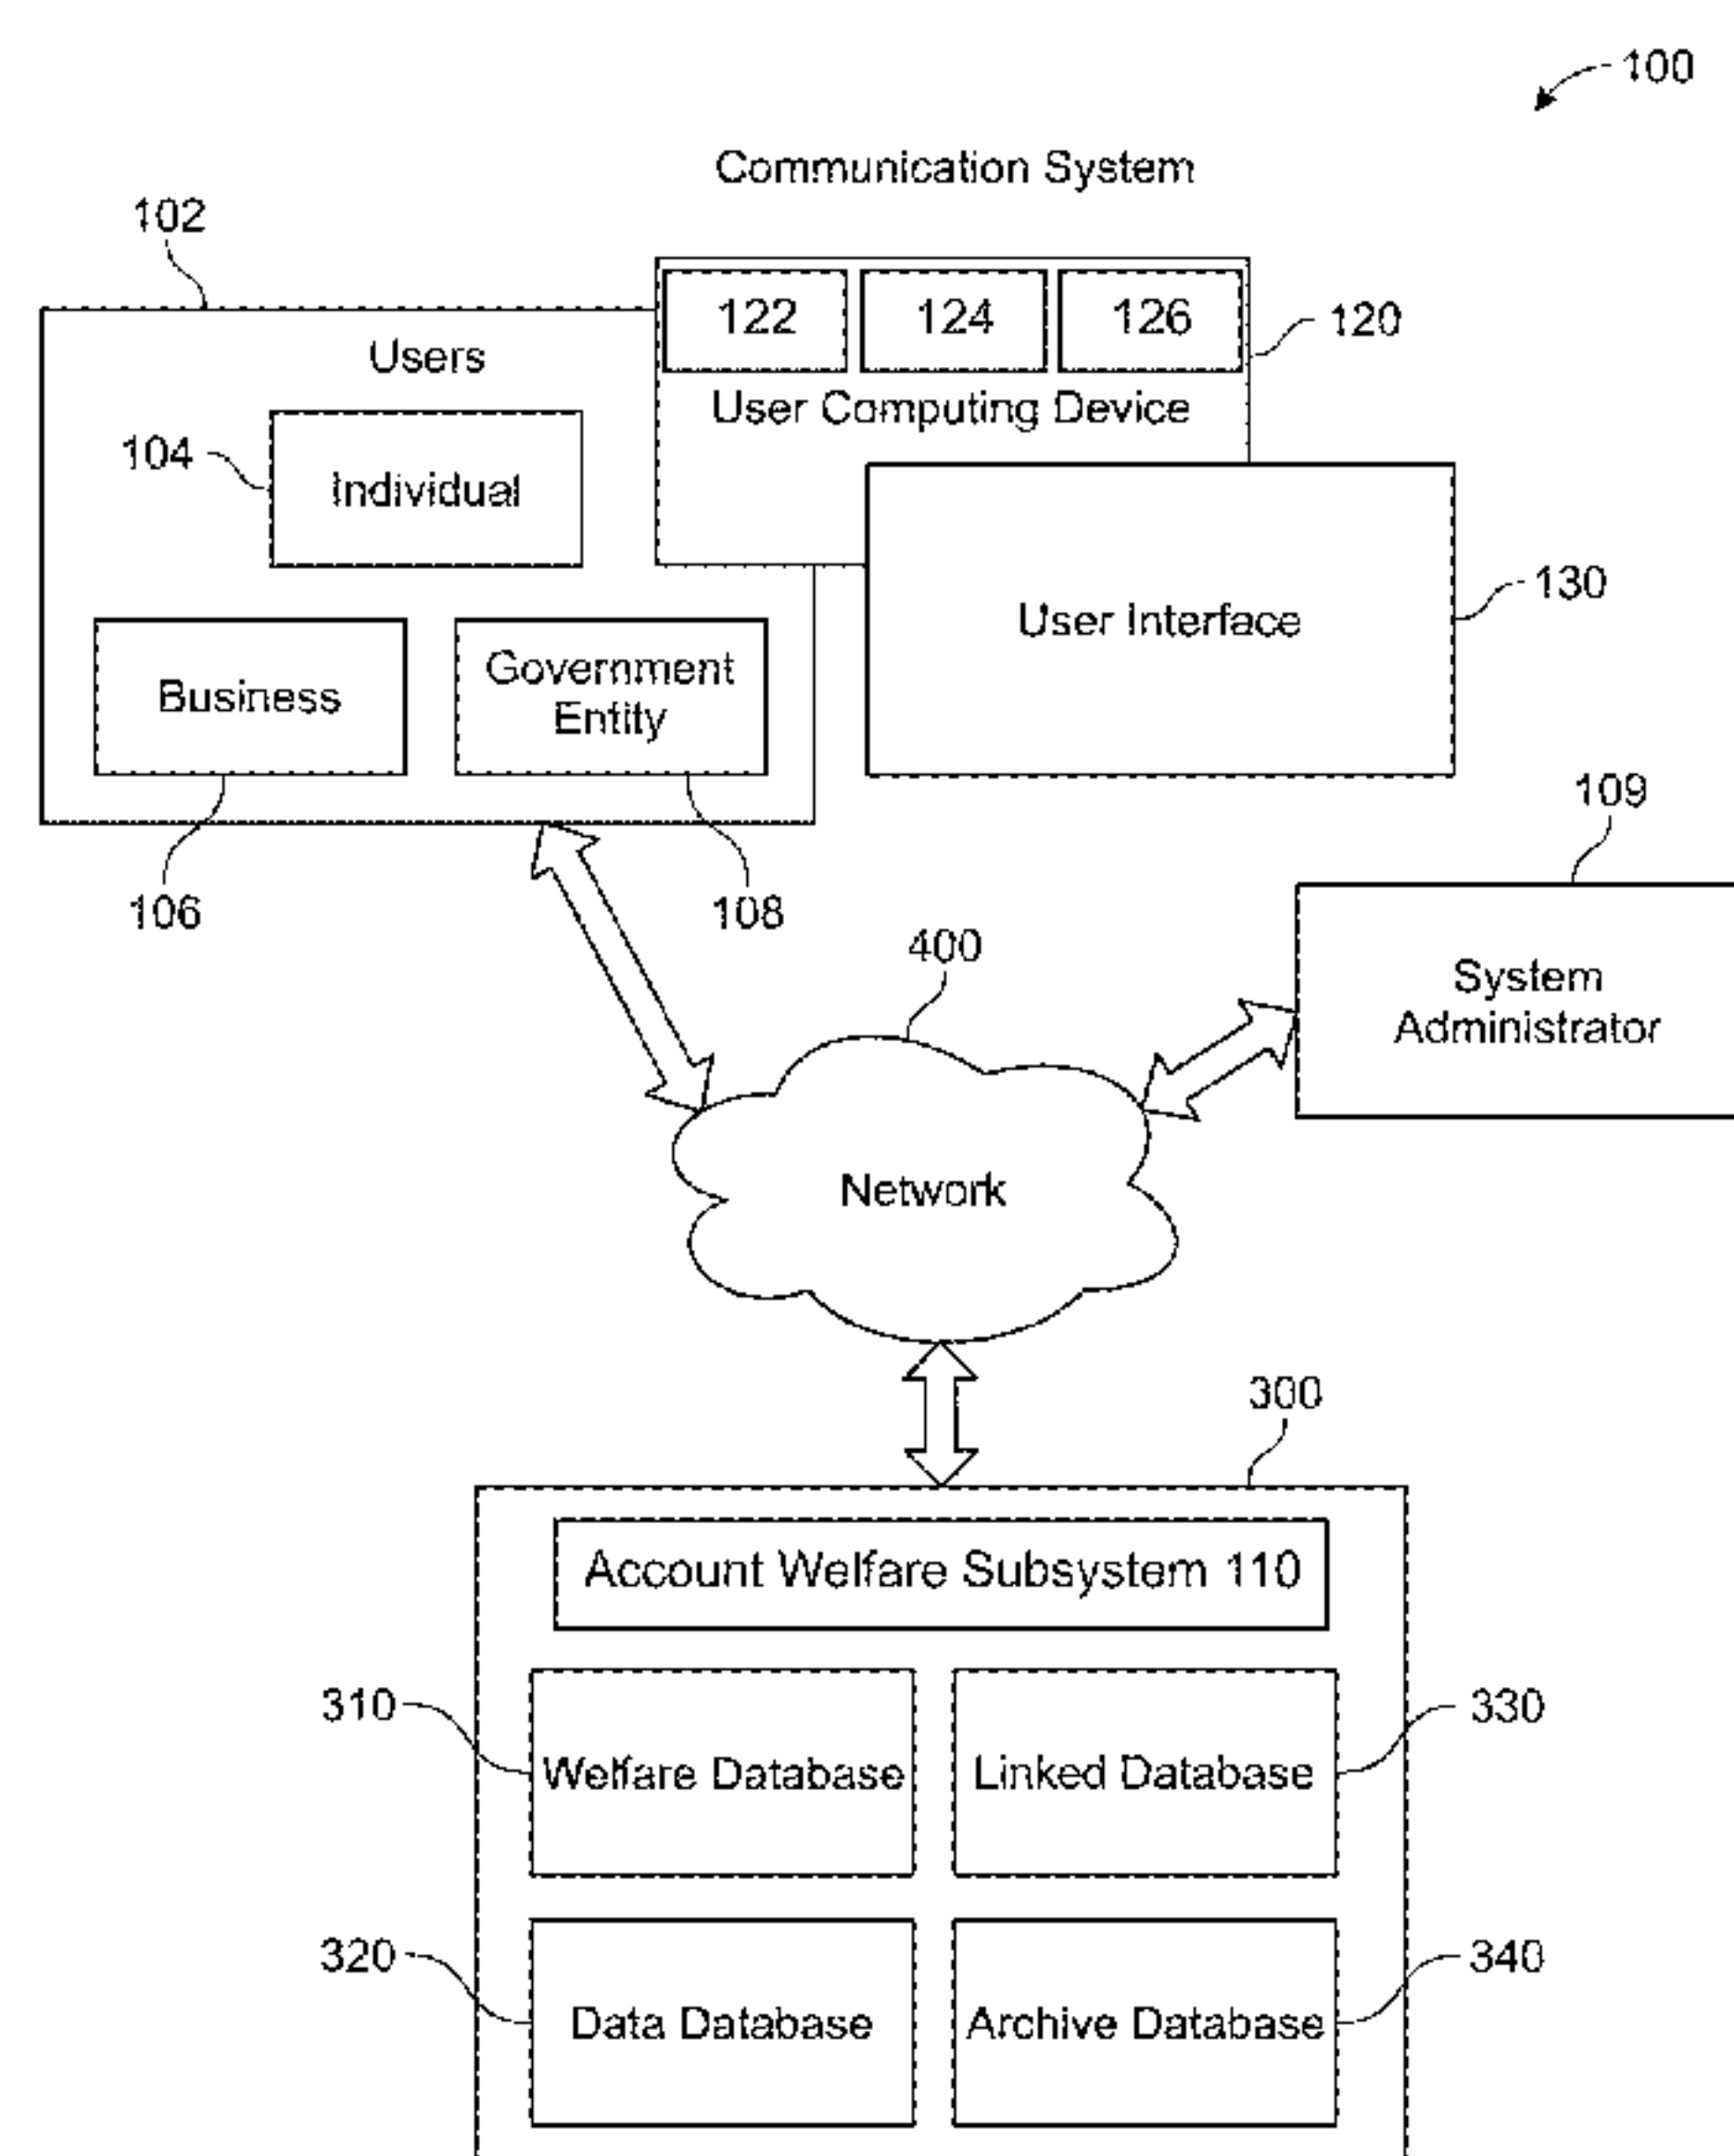 100
Communication System
102
122 124 126
120
Users
User Computing Device
104
Individual
130
User Interface
Business
Government
Entity
109
106
108
400
System
Administrator
Network
300
Account Welfare Subsystem 110
310
330
Welfare Database
Linked Database
320
340
Data Database
Archive Database